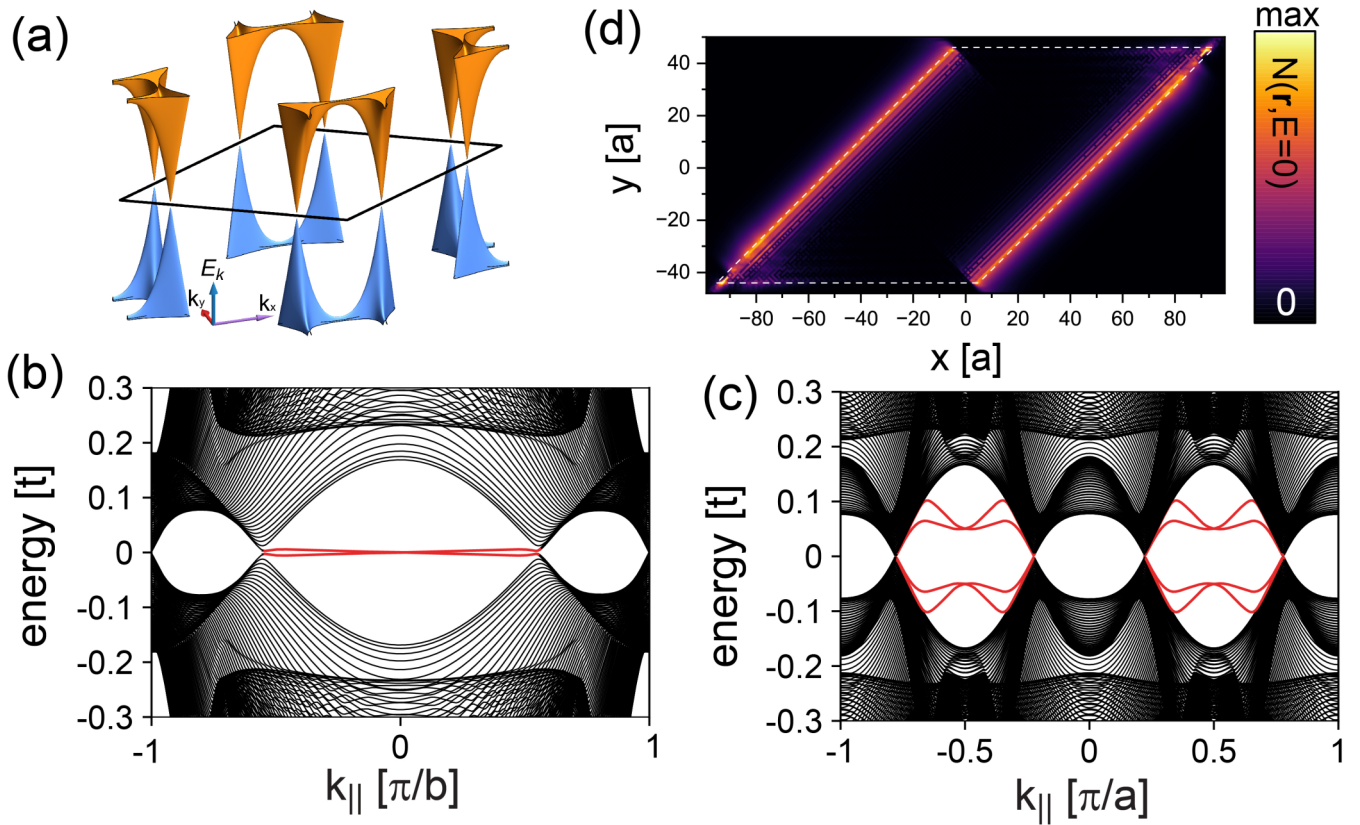 (a)
E_k
k_y
k_x
(d)
y [a]
40
20
0
−20
−40
−80 −60 −40 −20 0 20 40 60 80
x [a]
max
N(r,E=0)
0
(b)
energy [t]
0.3
0.2
0.1
0
-0.1
-0.2
-0.3
-1 0 1
k_|| [π/b]
(c)
energy [t]
0.3
0.2
0.1
0
-0.1
-0.2
-0.3
-1 -0.5 0 0.5 1
k_|| [π/a]